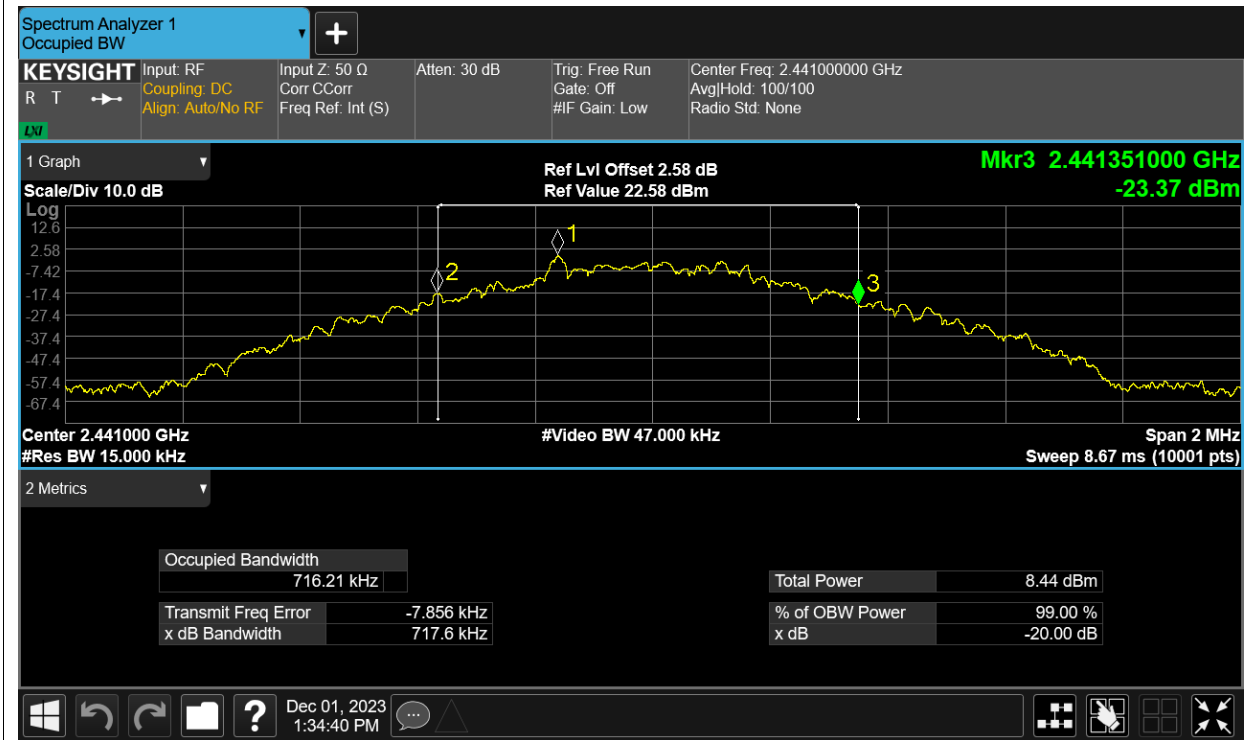 Spectrum Analyzer 1
Occupied BW
+
KEYSIGHT
R T
LXI
Input: RF
Coupling: DC
Align: Auto/No RF
Input Z: 50 Ω
Corr CCorr
Freq Ref: Int (S)
Atten: 30 dB
Trig: Free Run
Gate: Off
#IF Gain: Low
Center Freq: 2.441000000 GHz
Avg|Hold: 100/100
Radio Std: None
1 Graph
Scale/Div 10.0 dB
Ref Lvl Offset 2.58 dB
Ref Value 22.58 dBm
Mkr3 2.441351000 GHz
-23.37 dBm
Log
12.6
2.58
-7.42
-17.4
-27.4
-37.4
-47.4
-57.4
-67.4
1
2
3
Center 2.441000 GHz
#Video BW 47.000 kHz
Span 2 MHz
#Res BW 15.000 kHz
Sweep 8.67 ms (10001 pts)
2 Metrics
Occupied Bandwidth
716.21 kHz
Transmit Freq Error -7.856 kHz
x dB Bandwidth 717.6 kHz
Total Power 8.44 dBm
% of OBW Power 99.00 %
x dB -20.00 dB
?
Dec 01, 2023
1:34:40 PM